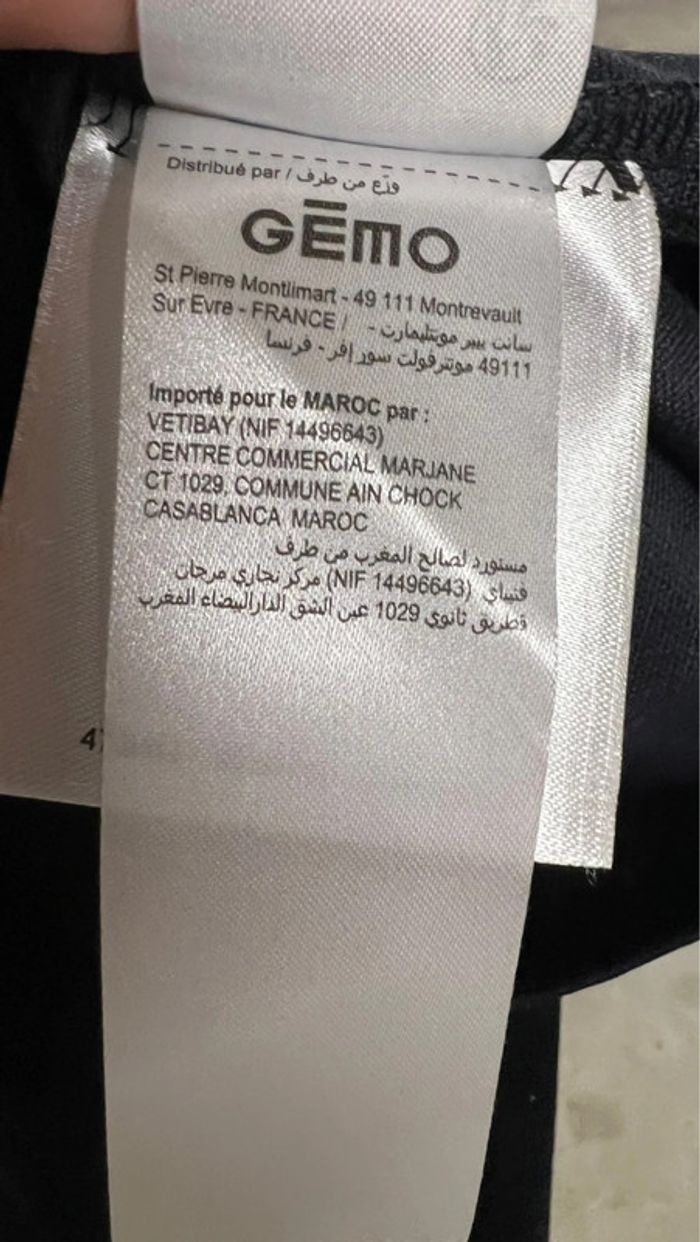 Distribué par / وزّع من طرف
GĒMO
St Pierre Montlimart - 49 111 Montrevault
Sur Evre - FRANCE / سانت بيير مونتليمارت -
49111 مونترفولت سور إفر - فرنسا
Importé pour le MAROC par :
VETIBAY (NIF 14496643)
CENTRE COMMERCIAL MARJANE
CT 1029, COMMUNE AIN CHOCK
CASABLANCA MAROC
مستورد لصالح المغرب من طرف
فتيباي (NIF 14496643) مركز تجاري مرجان
قطريق ثانوي 1029 عين الشق الدارالبيضاء المغرب